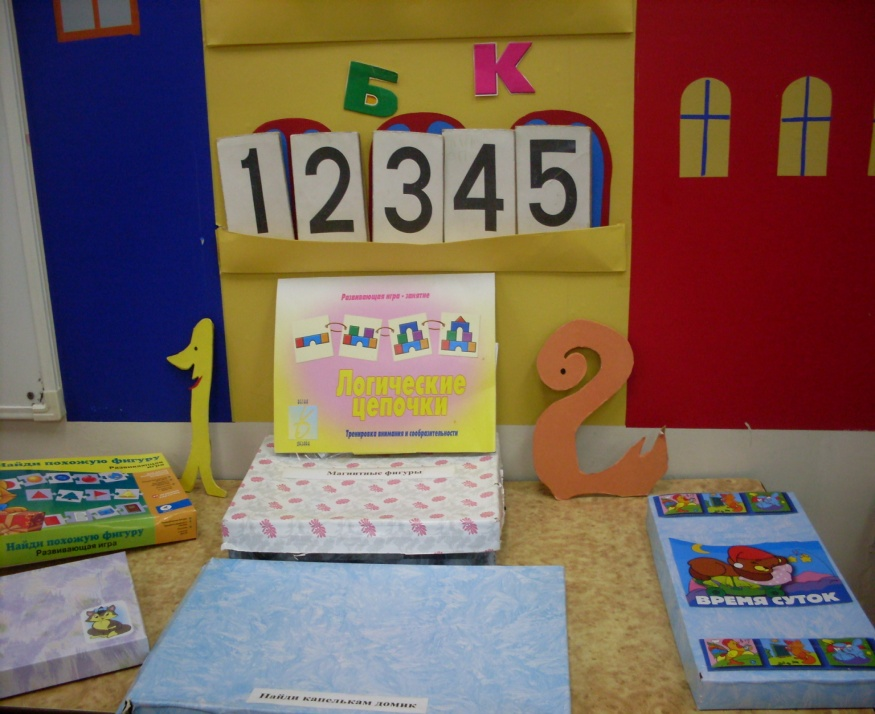 Б
К
1 2 3 4 5
Развивающая игра - занятие
Логические
цепочки
Тренировка внимания и сообразительности
Магнитные фигуры
Найди похожую фигуру
Развивающая
Найди похожую фигуру
Развивающая игра
ВРЕМЯ СУТОК
Найди капелькам домик